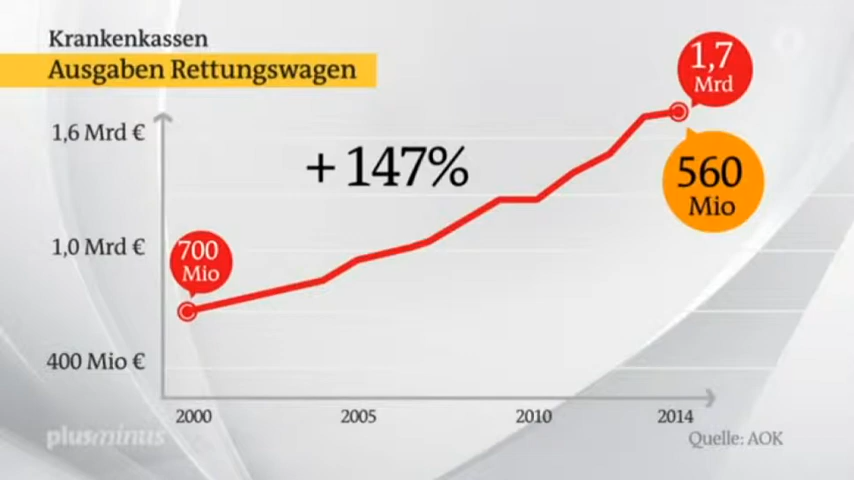 Krankenkassen
Ausgaben Rettungswagen
1,7
Mrd
1,6 Mrd €
+ 147%
560
Mio
1,0 Mrd €
700
Mio
400 Mio €
2000
2005
2010
2014
plusminus
Quelle: AOK